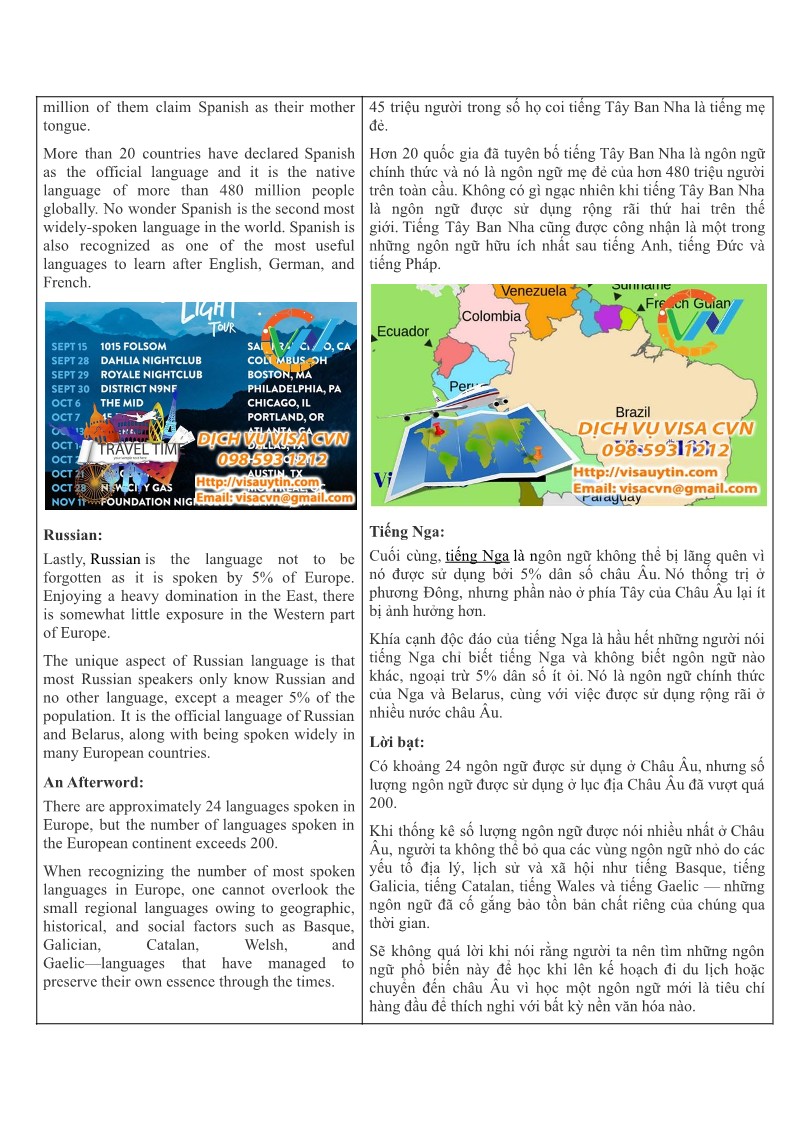 million of them claim Spanish as their mother
tongue.
More than 20 countries have declared Spanish
as the official language and it is the native
language of more than 480 million people
globally. No wonder Spanish is the second most
widely-spoken language in the world. Spanish is
also recognized as one of the most useful
languages to learn after English, German, and
French.
LIGHT
TOUR
SEPT 15 1015 FOLSOM
SEPT 28 DAHLIA NIGHTCLUB COLUMBUS, OH
SEPT 29 ROYALE NIGHTCLUB BOSTON, MA
SEPT 30 DISTRICT N9NE PHILADELPHIA, PA
OCT 6 THE MID CHICAGO, IL
OCT 7 PORTLAND, OR
ATLANTA, GA
DALLAS, TX
OCT 21 AUSTIN, TX
OCT 28
NOV 11 FOUNDATION
TRAVEL TIME
DỊCH VỤ VISA CVN
098 593 1212
Http://visauytin.com
Email: visacvn@gmail.com
Russian:
Lastly, Russian is the language not to be
forgotten as it is spoken by 5% of Europe.
Enjoying a heavy domination in the East, there
is somewhat little exposure in the Western part
of Europe.
The unique aspect of Russian language is that
most Russian speakers only know Russian and
no other language, except a meager 5% of the
population. It is the official language of Russian
and Belarus, along with being spoken widely in
many European countries.
An Afterword:
There are approximately 24 languages spoken in
Europe, but the number of languages spoken in
the European continent exceeds 200.
When recognizing the number of most spoken
languages in Europe, one cannot overlook the
small regional languages owing to geographic,
historical, and social factors such as Basque,
Galician, Catalan, Welsh, and
Gaelic—languages that have managed to
preserve their own essence through the times.
45 triệu người trong số họ coi tiếng Tây Ban Nha là tiếng mẹ
đẻ.
Hơn 20 quốc gia đã tuyên bố tiếng Tây Ban Nha là ngôn ngữ
chính thức và nó là ngôn ngữ mẹ đẻ của hơn 480 triệu người
trên toàn cầu. Không có gì ngạc nhiên khi tiếng Tây Ban Nha
là ngôn ngữ được sử dụng rộng rãi thứ hai trên thế
giới. Tiếng Tây Ban Nha cũng được công nhận là một trong
những ngôn ngữ hữu ích nhất sau tiếng Anh, tiếng Đức và
tiếng Pháp.
Venezuela
Suriname
French Guian
Colombia
Ecuador
Peru
Brazil
Paraguay
DỊCH VỤ VISA CVN
098 593 1212
Http://visauytin.com
Email: visacvn@gmail.com
Tiếng Nga:
Cuối cùng, tiếng Nga là ngôn ngữ không thể bị lãng quên vì
nó được sử dụng bởi 5% dân số châu Âu. Nó thống trị ở
phương Đông, nhưng phần nào ở phía Tây của Châu Âu lại ít
bị ảnh hưởng hơn.
Khía cạnh độc đáo của tiếng Nga là hầu hết những người nói
tiếng Nga chỉ biết tiếng Nga và không biết ngôn ngữ nào
khác, ngoại trừ 5% dân số ít ỏi. Nó là ngôn ngữ chính thức
của Nga và Belarus, cùng với việc được sử dụng rộng rãi ở
nhiều nước châu Âu.
Lời bạt:
Có khoảng 24 ngôn ngữ được sử dụng ở Châu Âu, nhưng số
lượng ngôn ngữ được sử dụng ở lục địa Châu Âu đã vượt quá
200.
Khi thống kê số lượng ngôn ngữ được nói nhiều nhất ở Châu
Âu, người ta không thể bỏ qua các vùng ngôn ngữ nhỏ do các
yếu tố địa lý, lịch sử và xã hội như tiếng Basque, tiếng
Galicia, tiếng Catalan, tiếng Wales và tiếng Gaelic — những
ngôn ngữ đã cố gắng bảo tồn bản chất riêng của chúng qua
thời gian.
Sẽ không quá lời khi nói rằng người ta nên tìm những ngôn
ngữ phổ biến này để học khi lên kế hoạch đi du lịch hoặc
chuyển đến châu Âu vì học một ngôn ngữ mới là tiêu chí
hàng đầu để thích nghi với bất kỳ nền văn hóa nào.